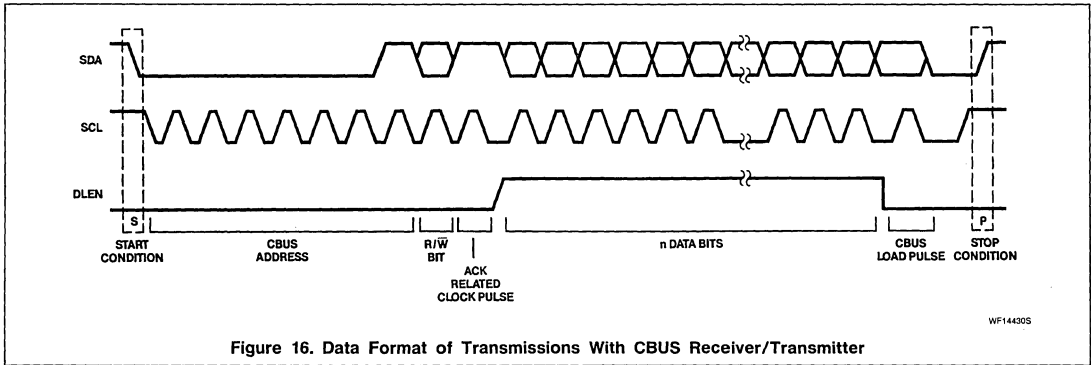 SDA
SCL
DLEN
S
P
START
CONDITION
CBUS
ADDRESS
R/W̅
BIT
ACK
RELATED
CLOCK PULSE
n DATA BITS
CBUS
LOAD PULSE
STOP
CONDITION
WF14430S
Figure 16. Data Format of Transmissions With CBUS Receiver/Transmitter